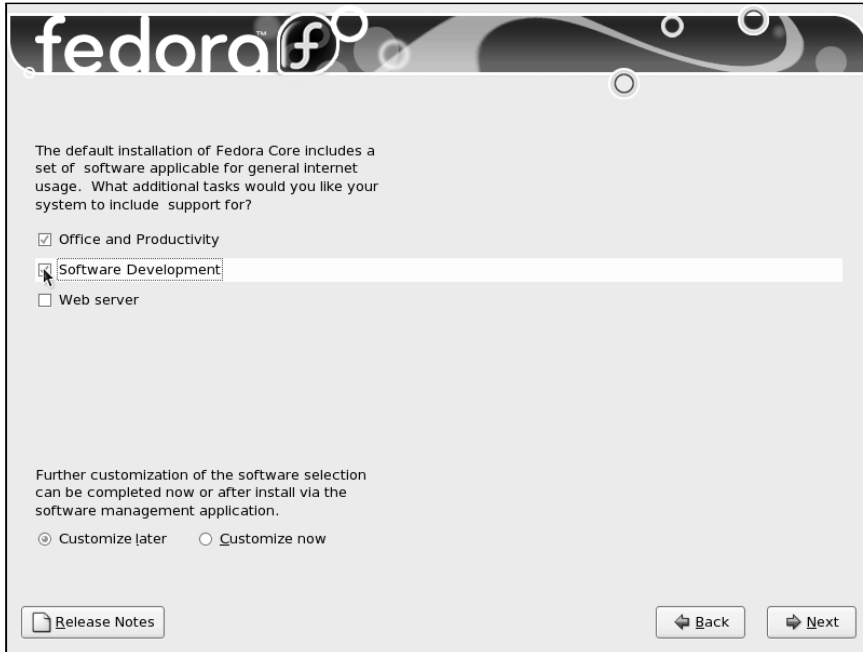 fedora™ f
The default installation of Fedora Core includes a
set of software applicable for general internet
usage. What additional tasks would you like your
system to include support for?
Office and Productivity
Software Development
Web server
Further customization of the software selection
can be completed now or after install via the
software management application.
Customize later Customize now
Release Notes Back Next